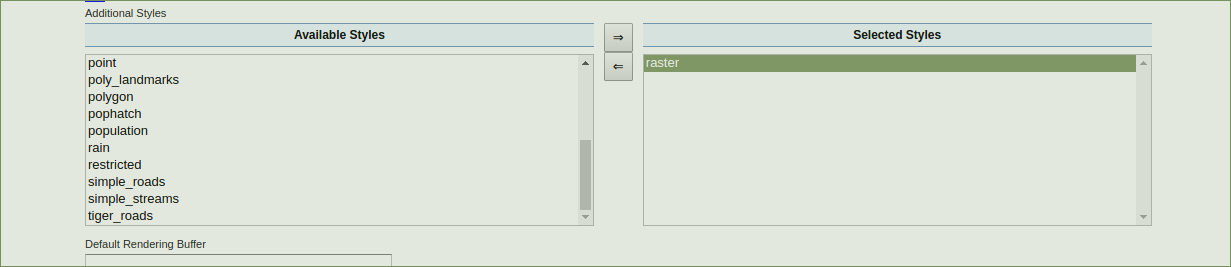 Additional Styles
Available Styles
⇒
Selected Styles
⇐
point
poly_landmarks
polygon
pophatch
population
rain
restricted
simple_roads
simple_streams
tiger_roads
raster
Default Rendering Buffer